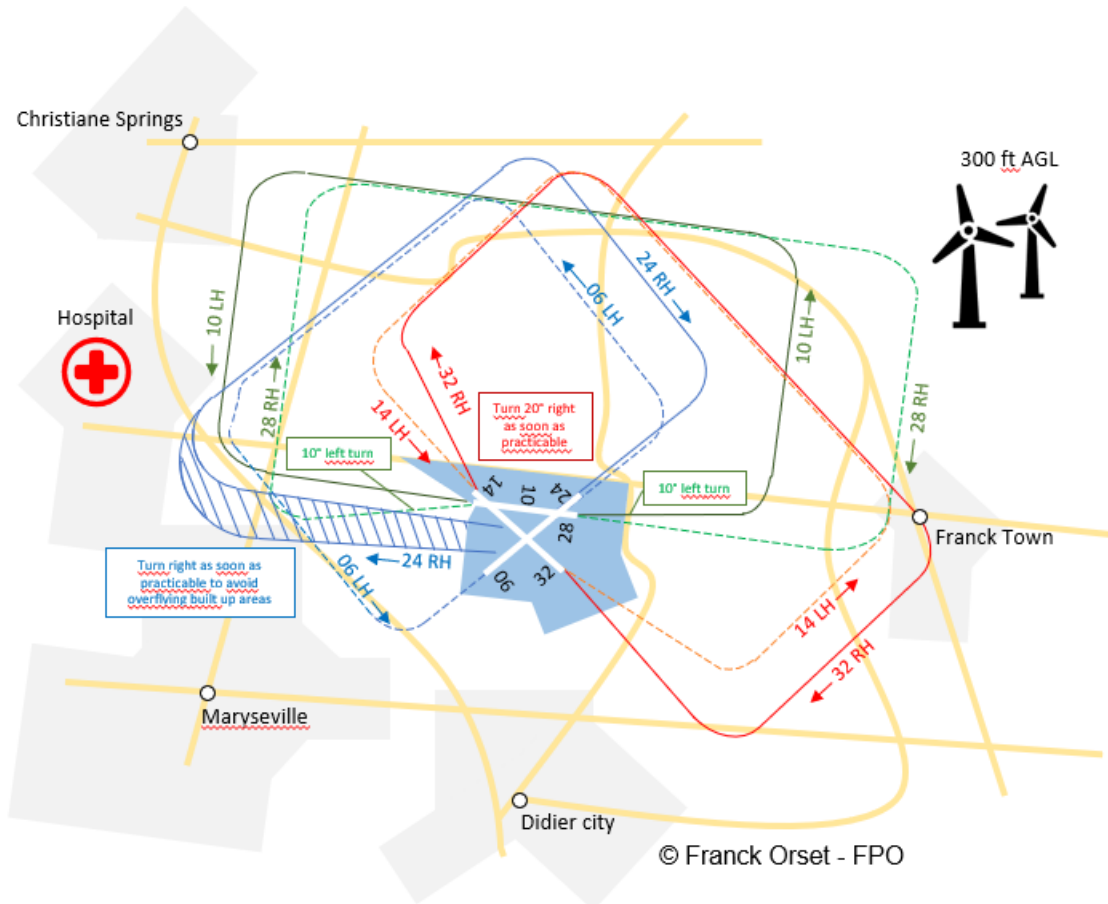 Christiane Springs
300 ft AGL
24 RH
06 LH
10 LH
10 LH
Hospital
32 RH
28 RH
28 RH
14 LH
Turn 20° right
as soon as
practicable
10° left turn
10° left turn
14
10
24
28
Franck Town
24 RH
06 LH
06
32
Turn right as soon as
practicable to avoid
overflying built up areas
14 LH
32 RH
Maryseville
Didier city
© Franck Orset - FPO